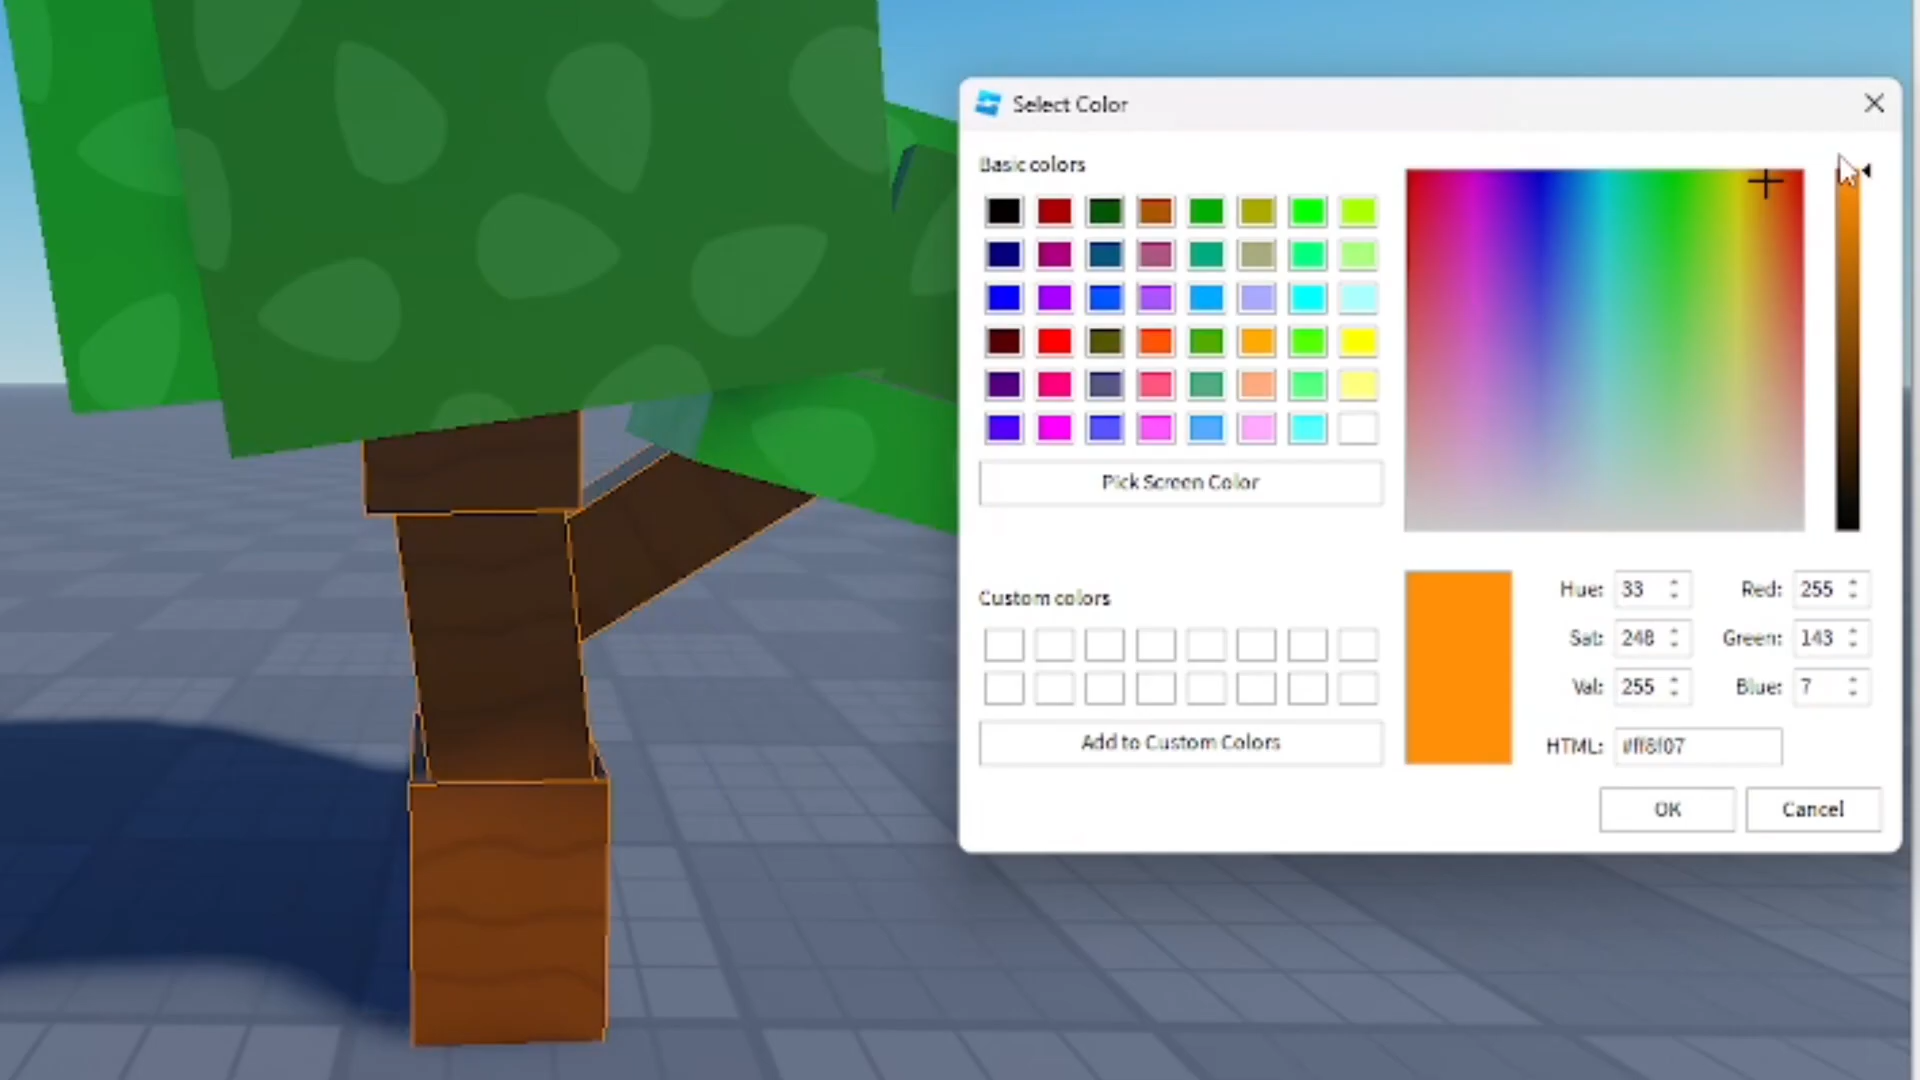 Select Color
Basic colors
Pick Screen Color
Custom colors
Add to Custom Colors
Hue: 33 Red: 255
Sat: 248 Green: 143
Val: 255 Blue: 7
HTML: #ff8f07
OK Cancel